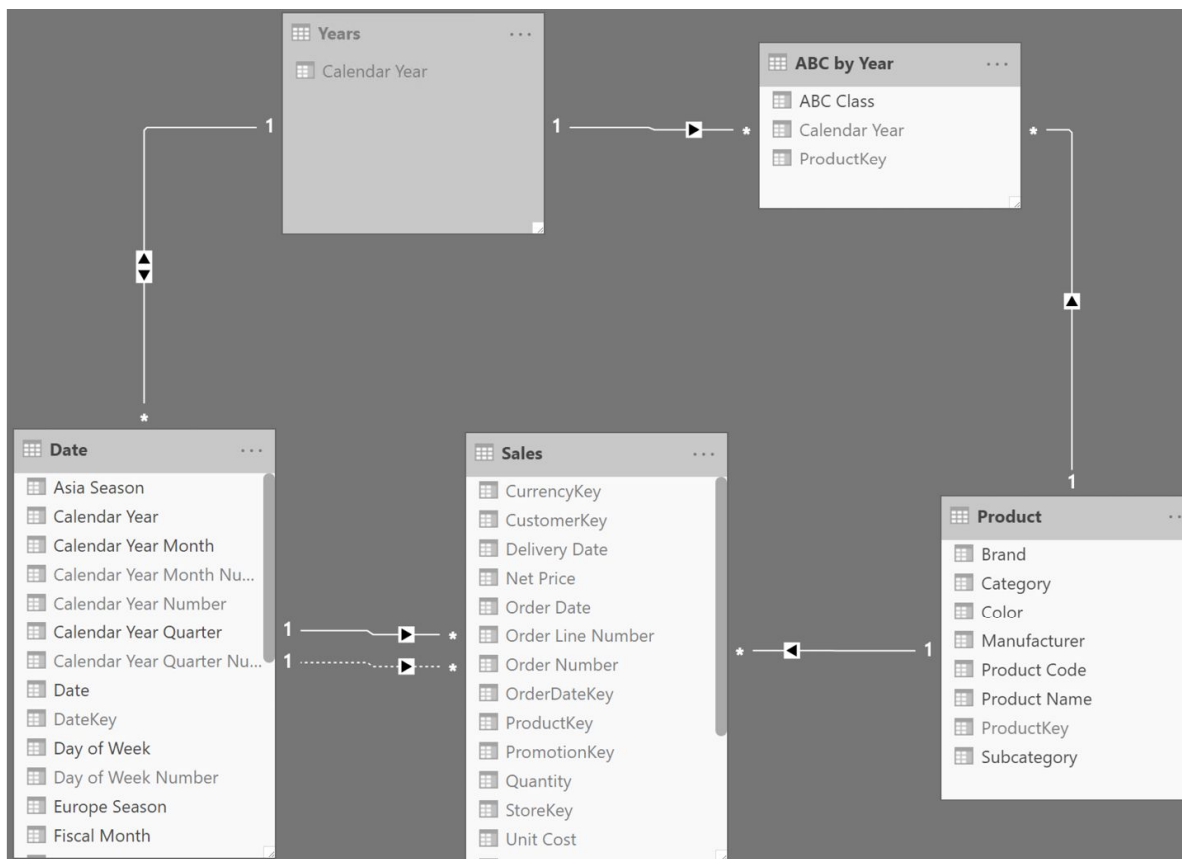 Years
...
Calendar Year
ABC by Year
...
ABC Class
Calendar Year
ProductKey
1
1
*
*
*
1
Date
...
Asia Season
Calendar Year
Calendar Year Month
Calendar Year Month Nu...
Calendar Year Number
Calendar Year Quarter
Calendar Year Quarter Nu...
Date
DateKey
Day of Week
Day of Week Number
Europe Season
Fiscal Month
1
*
1
*
Sales
...
CurrencyKey
CustomerKey
Delivery Date
Net Price
Order Date
Order Line Number
Order Number
OrderDateKey
ProductKey
PromotionKey
Quantity
StoreKey
Unit Cost
*
1
Product
..
Brand
Category
Color
Manufacturer
Product Code
Product Name
ProductKey
Subcategory